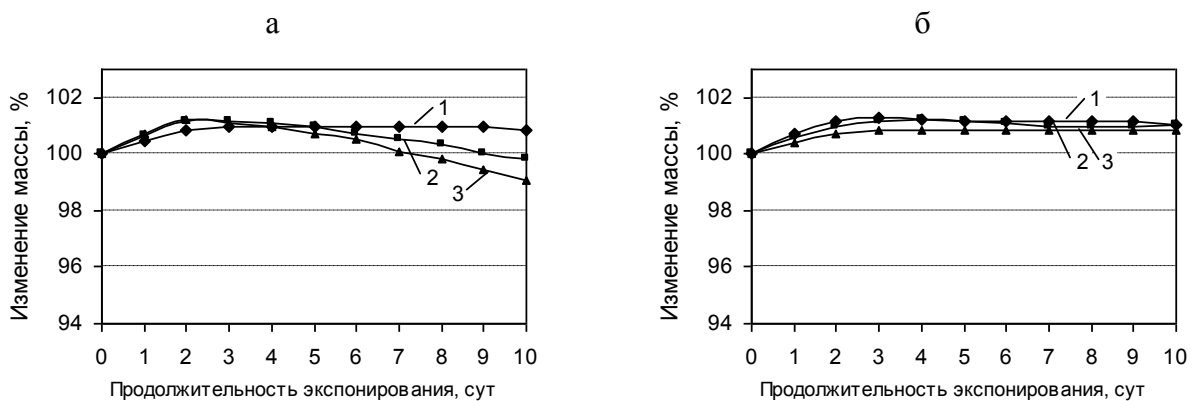 а
Изменение массы, %
102
100
98
96
94
1
2
3
0 1 2 3 4 5 6 7 8 9 10
Продолжительность экспонирования, сут
б
Изменение массы, %
102
100
98
96
94
1
2 3
0 1 2 3 4 5 6 7 8 9 10
Продолжительность экспонирования, сут